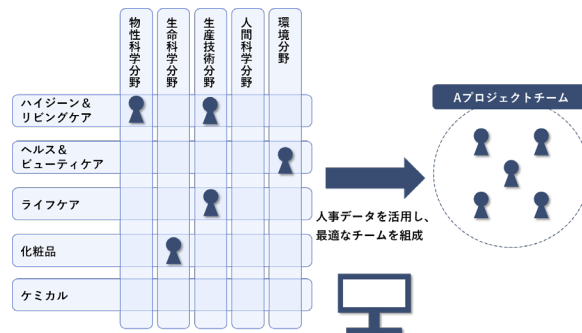 物性科学分野
生命科学分野
生産技術分野
人間科学分野
環境分野
ハイジーン＆
リビングケア
ヘルス＆
ビューティケア
ライフケア
化粧品
ケミカル
人事データを活用し、
最適なチームを組成
Aプロジェクトチーム